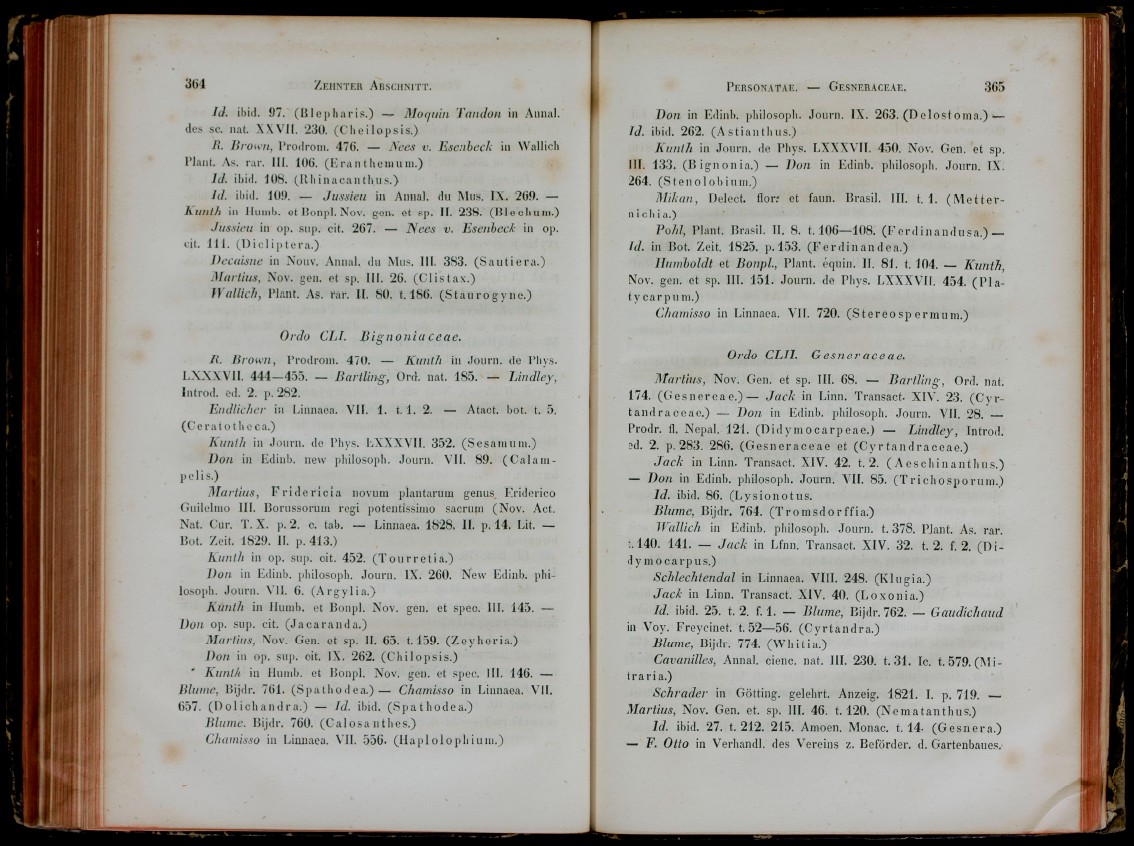 364 ZEHNTER ABSCHNITT.
Id. ibid. 97. (Blepharis.) — Moquin Tandon in Annal.
des sc. nat. XXVII. 230. (Cheilopsis.)
R. Brown, Prodrom. 476. — Nees v. Esenbeck in Wallich
Plant. As. rar. III. 106. (Eranthemum.)
Id. ibid. 108. (Rhinacanthus.)
Id. ibid. 109. — Jussieu in Annal. du Mus. IX. 269. —
Kunth in Humb. et Bonpl. Nov. gen. et sp. II. 238. (Blechum.)
Jussieu in op. sup. cit. 267. — Nees v. Esenbeck in op.
cit. 111. (Dicliptera.)
Decaisne in Nouv. Annal. du Mus. III. 383. (Sautiera.)
Martius, Nov. gen. et sp. III. 26. (Clistax.)
Wallich, Plant. As. rar. II. 80. t. 186. (Staurogyne.)
Ordo CLI. Bignoniaceae.
R. Brown, Prodrom. 470. — Kunth in Journ. de Phys.
LXXXVII. 444—455. — Bartling, Ord. nat. 185. — Lindley,
Introd. ed. 2. p. 282.
Endlicher in Linnaea. VII. 1. t. 1. 2. — Atact. bot. t. 5.
(Ceratotheca.)
Kunth in Journ. de Phys. LXXXVII. 352. (Sesamum.)
Don in Edinb. new philosoph. Journ. VII. 89. (Calam-
pelis.)
Martius, Fridericia novum plantarum genus, Friderico
Guilelmo III. Borussorum regi potentissimo sacrum (Nov. Act.
Nat. Cur. T. X. p. 2. c. tab. — Linnaea. 1828. II. p. 14. Lit. —
Bot. Zeit. 1829. II. p. 413.)
Kunth in op. sup. cit. 452. (Tourretia.)
Don in Edinb. philosoph. Journ. IX. 260. New Edinb. phi-
losoph. Journ. VII. 6. (Argylia.)
Kunth in Humb. et Bonpl. Nov. gen. et spec. III. 145. —
Don op. sup. cit. (Jacaranda.)
Martius, Nov. Gen. et sp. II. 65. t. 159. (Zeyheria.)
Don in op. sup. cit. IX. 262. (Chilopsis.)
Kunth in Humb. et Bonpl. Nov. gen. et spec. III. 146. —
Blume, Bijdr. 761. (Spathodea.) — Chamisso in Linnaea. VII.
657. (Dolichandra.) — Id. ibid. (Spathodea.)
Blume. Bijdr. 760. (Calosanthes.)
Chamisso in Linnaea. VII. 556. (Haplolophium.)
PERSONATAE. — GESNERACEAE. 365
Don in Edinb. philosoph. Journ. IX. 263. (Delostoma.) —
Id. ibid. 262. (Astianthus.)
Kunth in Journ. de Phys. LXXXVII. 450. Nov. Gen. et sp.
III. 133. (Bignonia.) — Don in Edinb. philosoph. Journ. IX.
264. (Stenolobium.)
Mikan, Delect. flor. et faun. Brasil. III. t. 1. (Metter-
nichia.)
Pohl, Plant. Brasil. II. 8. t. 106—108. (Ferdinandusa.) —
Id. in Bot. Zeit. 1825. p. 153. (Ferdinandea.)
Humboldt et Bonpl., Plant. équin. II. 81. t. 104. — Kunth,
Nov. gen. et sp. III. 151. Journ. de Phys. LXXXVII. 454. (Pla-
tycarpum.)
Chamisso in Linnaea. VII. 720. (Stereospermum.)
Ordo CLII. Gesneraceae.
Martius, Nov. Gen. et sp. III. 68. — Bartling, Ord. nat.
174. (Gesnereae.) — Jack in Linn. Transact. XIV. 23. (Cyr-
tandraceae.) — Don in Edinb. philosoph. Journ. VII. 28. —
Prodr. fl. Nepal. 121. (Didymocarpeae.) — Lindley, Introd.
ed. 2. p. 283. 286. (Gesneraceae et (Cyrtandraceae.)
Jack in Linn. Transact. XIV. 42. t. 2. (Aeschinanthus.)
— Don in Edinb. philosoph. Journ. VII. 85. (Trichosporum.)
Id. ibid. 86. (Lysionotus.
Blume, Bijdr. 764. (Tromsdorffia.)
Wallich in Edinb. philosoph. Journ. t. 378. Plant. As. rar.
t. 140. 141. — Jack in Linn. Transact. XIV. 32. t. 2. f. 2. (Di-
dymocarpus.)
Schlechtendal in Linnaea. VIII. 248. (Klugia.)
Jack in Linn. Transact. XIV. 40. (Loxonia.)
Id. ibid. 25. t. 2. f. 1. — Blume, Bijdr. 762. — Gaudichaud
in Voy. Freycinet. t. 52—56. (Cyrtandra.)
Blume, Bijdr. 774. (Whitia.)
Cavanilles, Annal. cienc. nat. III. 230. t. 31. Ic. t. 579. (Mi-
traria.)
Schrader in Götting. gelehrt. Anzeig. 1821. I. p. 719. —
Martius, Nov. Gen. et. sp. III. 46. t. 120. (Nematanthus.)
Id. ibid. 27. t. 212. 215. Amoen. Monac. t. 14. (Gesnera.)
— F. Otto in Verhandl. des Vereins z. Beförder. d. Gartenbaues.